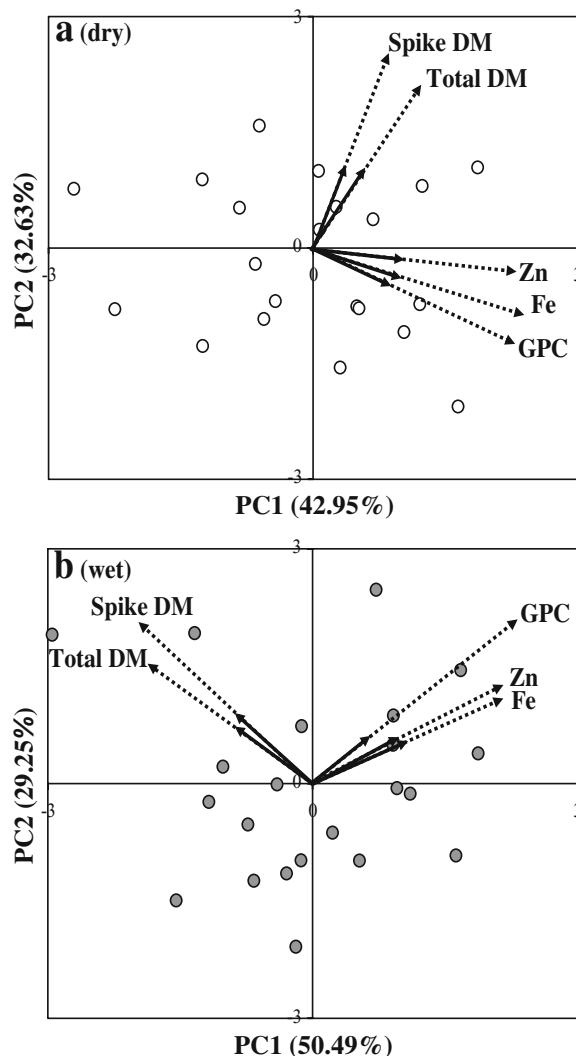 a (dry)
3
Spike DM
Total DM
PC2 (32.63%)
0
-3
0
3
Zn
Fe
GPC
-3
PC1 (42.95%)
b (wet)
3
Spike DM
GPC
Total DM
Zn
Fe
PC2 (29.25%)
0
-3
0
3
-3
PC1 (50.49%)